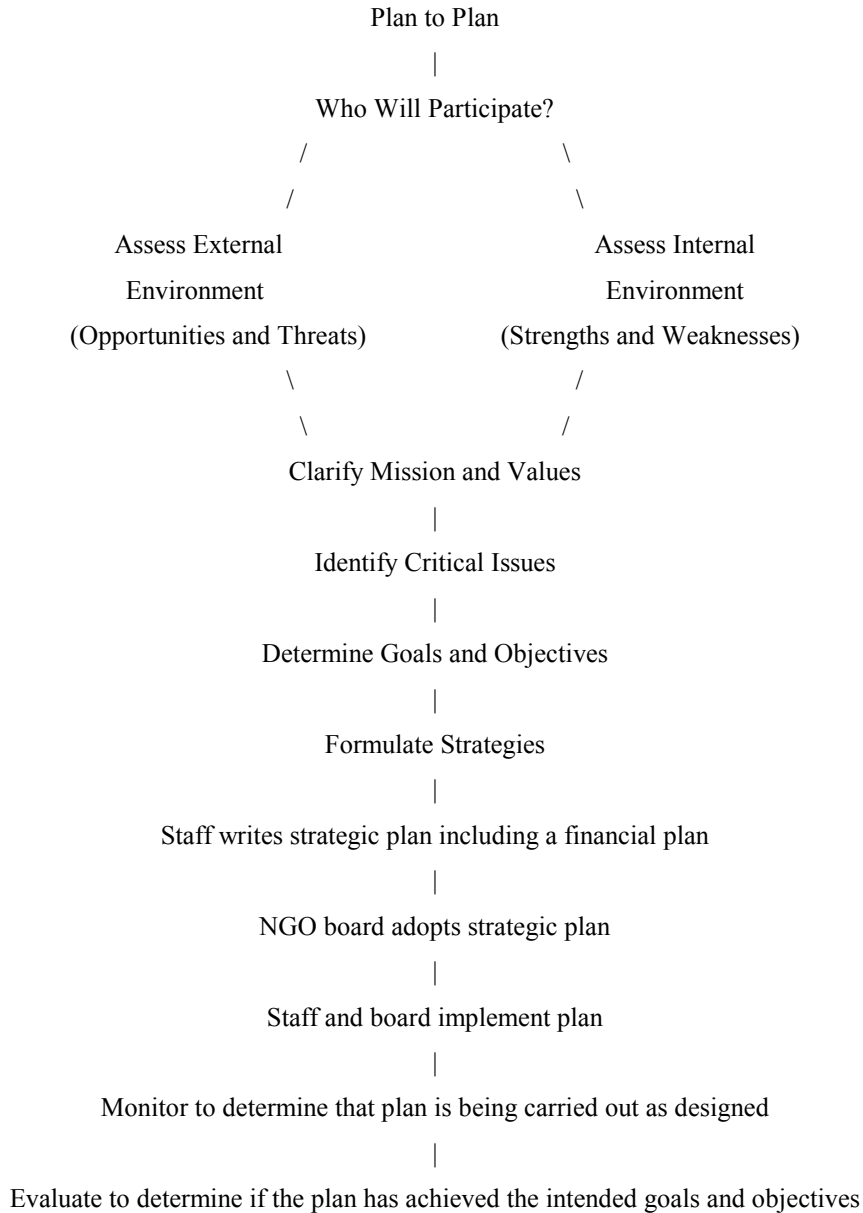 Plan to Plan
|
Who Will Participate?
/ \
/ \
Assess External Assess Internal
Environment Environment
(Opportunities and Threats) (Strengths and Weaknesses)
\ /
\ /
Clarify Mission and Values
|
Identify Critical Issues
|
Determine Goals and Objectives
|
Formulate Strategies
|
Staff writes strategic plan including a financial plan
|
NGO board adopts strategic plan
|
Staff and board implement plan
|
Monitor to determine that plan is being carried out as designed
|
Evaluate to determine if the plan has achieved the intended goals and objectives